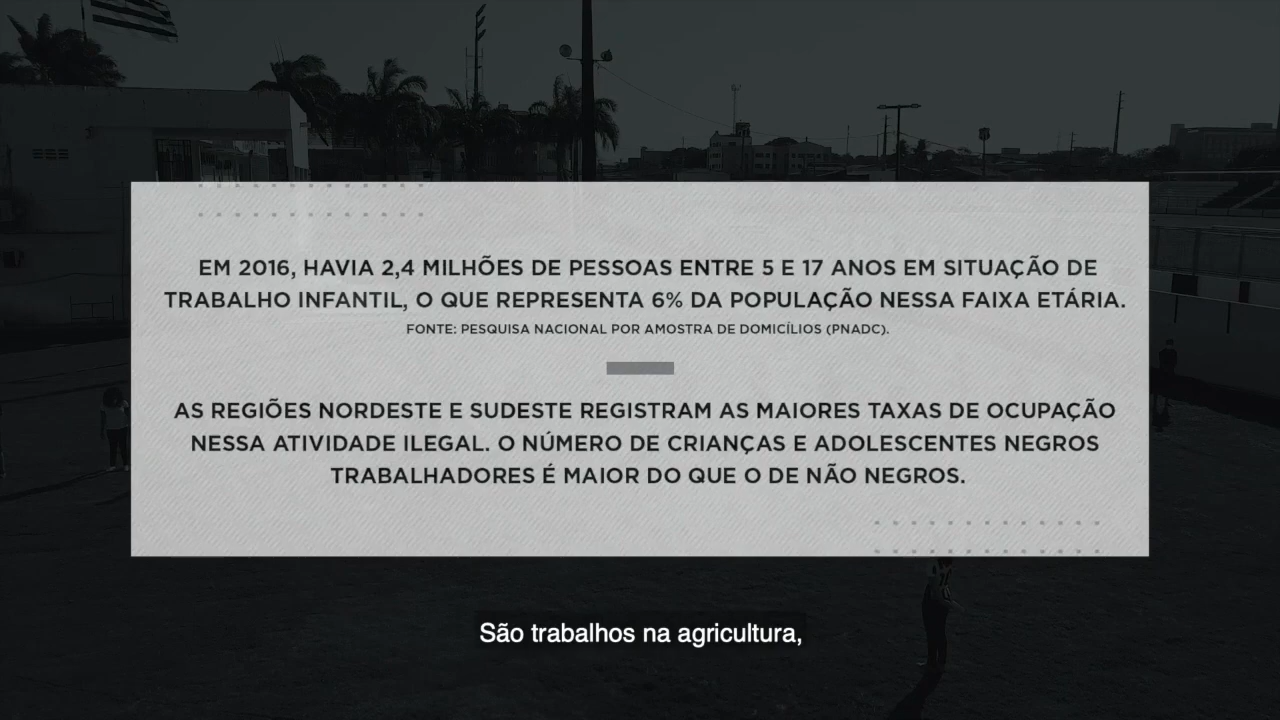 EM 2016, HAVIA 2,4 MILHÕES DE PESSOAS ENTRE 5 E 17 ANOS EM SITUAÇÃO DE
TRABALHO INFANTIL, O QUE REPRESENTA 6% DA POPULAÇÃO NESSA FAIXA ETÁRIA.
FONTE: PESQUISA NACIONAL POR AMOSTRA DE DOMICÍLIOS (PNADC).
AS REGIÕES NORDESTE E SUDESTE REGISTRAM AS MAIORES TAXAS DE OCUPAÇÃO
NESSA ATIVIDADE ILEGAL. O NÚMERO DE CRIANÇAS E ADOLESCENTES NEGROS
TRABALHADORES É MAIOR DO QUE O DE NÃO NEGROS.
São trabalhos na agricultura,